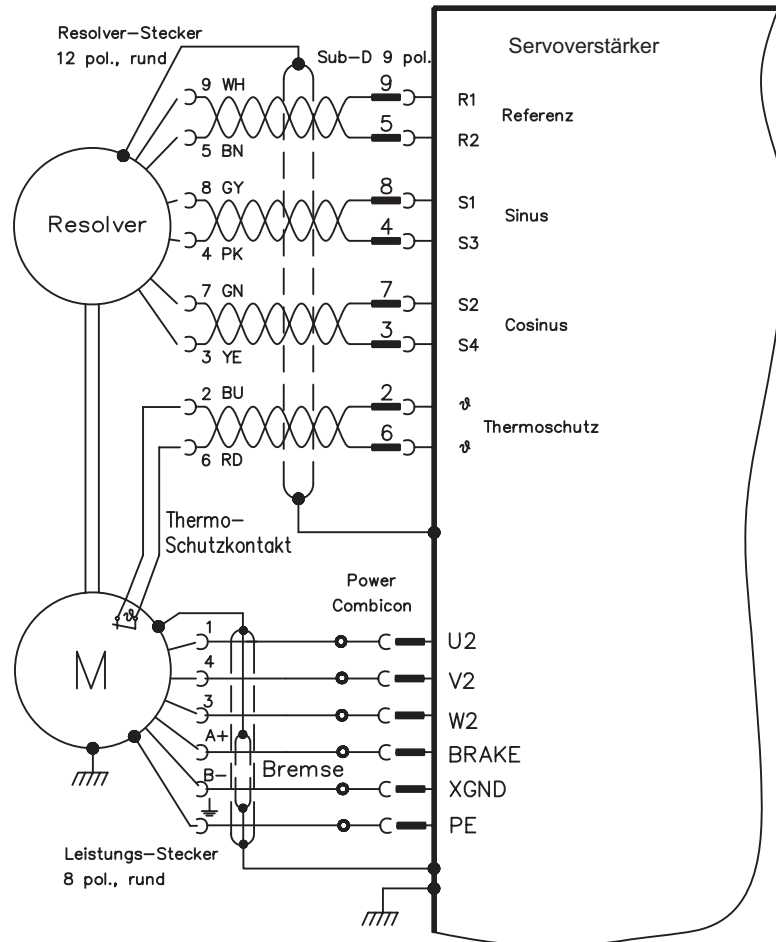 Resolver-Stecker
12 pol., rund
Sub-D 9 pol.
Servoverstärker
9 WH
9
R1
Referenz
5 BN
5
R2
Resolver
8 GY
8
S1
Sinus
4 PK
4
S3
7 GN
7
S2
Cosinus
3 YE
3
S4
2 BU
2
ϑ
Thermoschutz
6 RD
6
ϑ
Thermo-
Schutzkontakt
Power
Combicon
ϑ
M
1
U2
4
V2
3
W2
A+
BRAKE
Bremse
B-
XGND
PE
Leistungs-Stecker
8 pol., rund